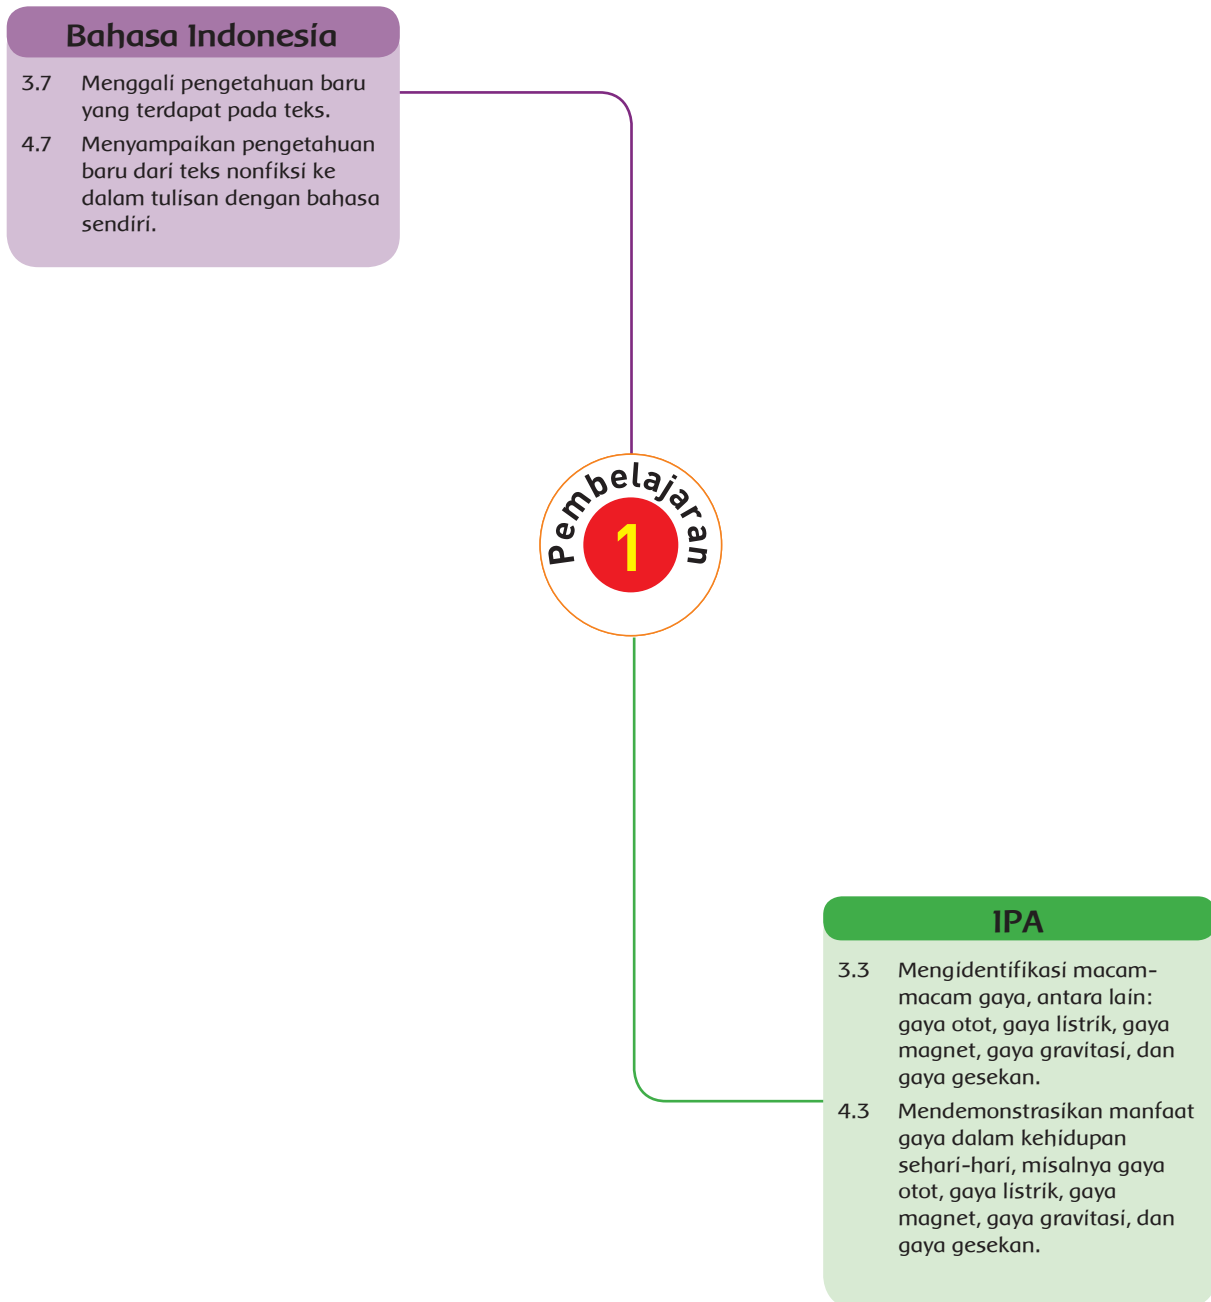 Bahasa Indonesia
3.7 Menggali pengetahuan baru
yang terdapat pada teks.
4.7 Menyampaikan pengetahuan
baru dari teks nonfiksi ke
dalam tulisan dengan bahasa
sendiri.
Pembelajaran
1
IPA
3.3 Mengidentifikasi macam-
macam gaya, antara lain:
gaya otot, gaya listrik, gaya
magnet, gaya gravitasi, dan
gaya gesekan.
4.3 Mendemonstrasikan manfaat
gaya dalam kehidupan
sehari-hari, misalnya gaya
otot, gaya listrik, gaya
magnet, gaya gravitasi, dan
gaya gesekan.